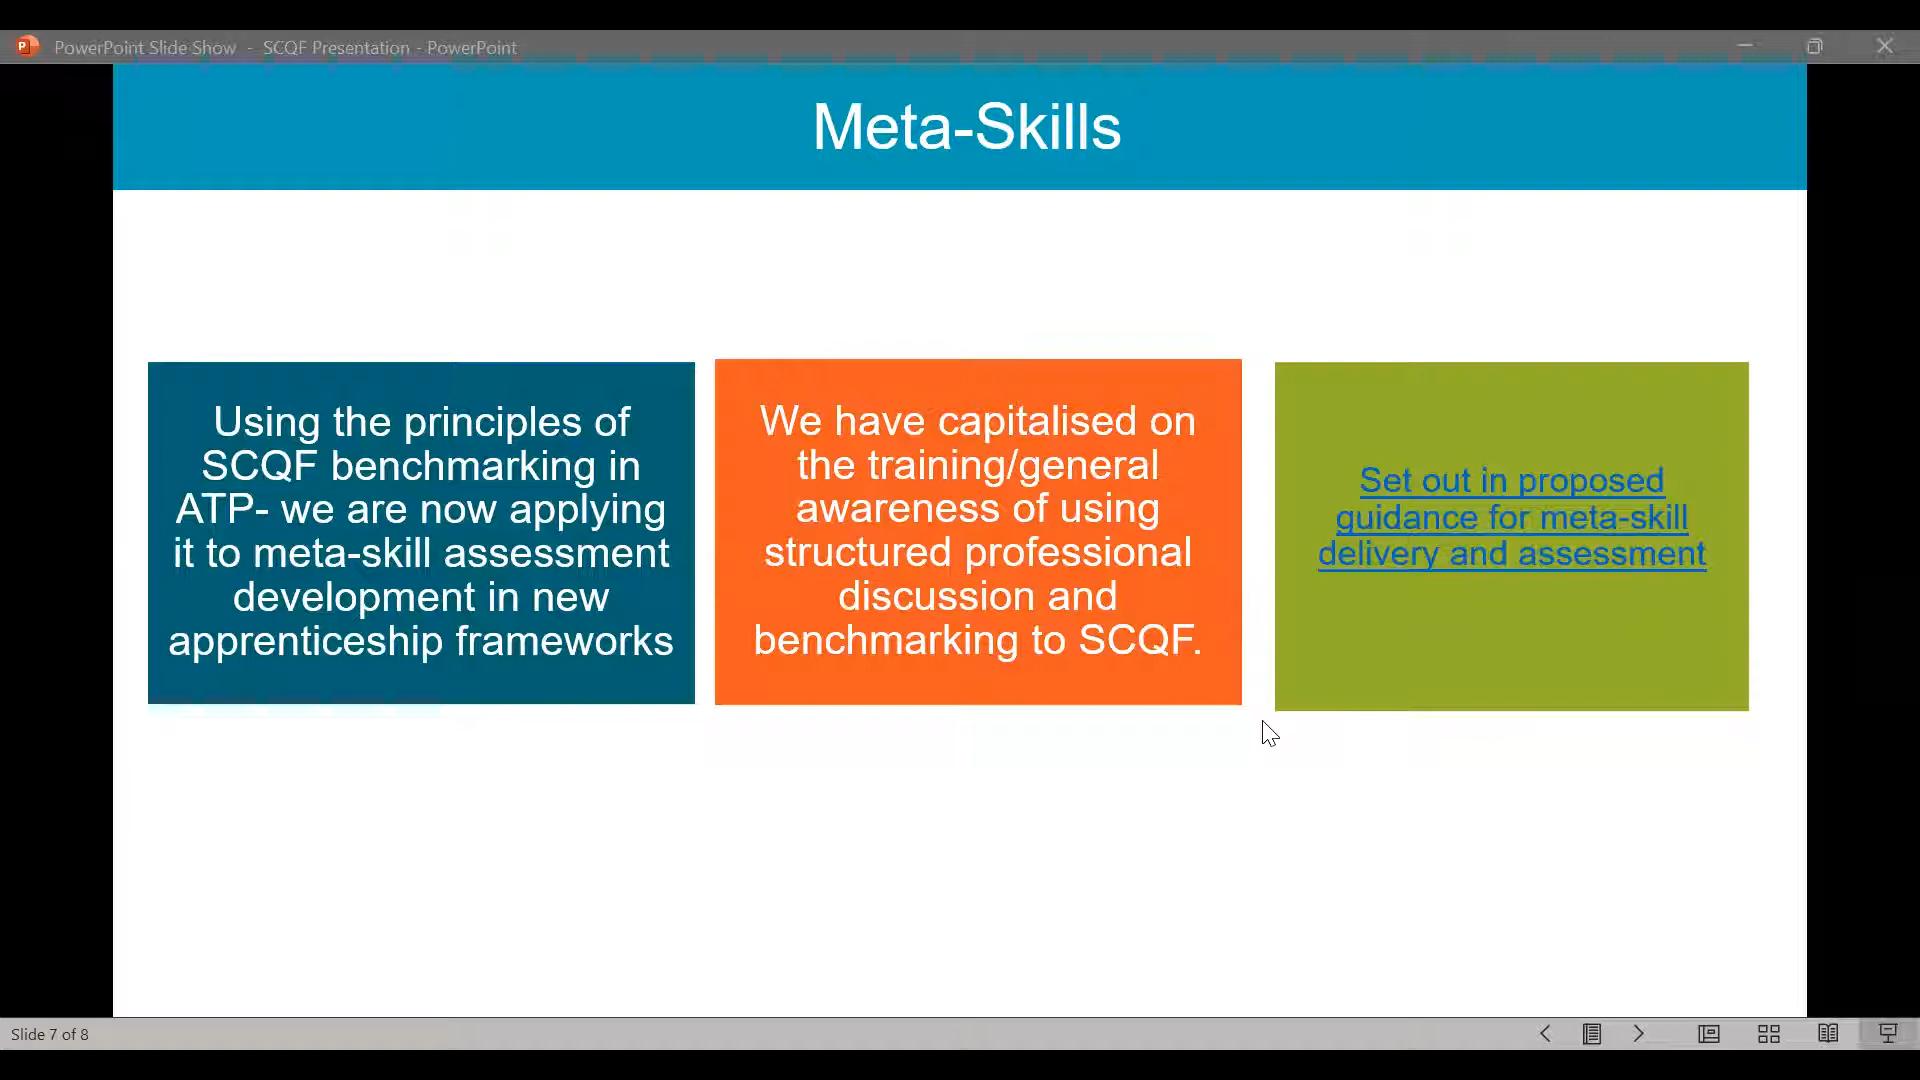 PowerPoint Slide Show - SCQF Presentation - PowerPoint
Meta-Skills
Using the principles of
SCQF benchmarking in
ATP- we are now applying
it to meta-skill assessment
development in new
apprenticeship frameworks
We have capitalised on
the training/general
awareness of using
structured professional
discussion and
benchmarking to SCQF.
Set out in proposed
guidance for meta-skill
delivery and assessment
Slide 7 of 8